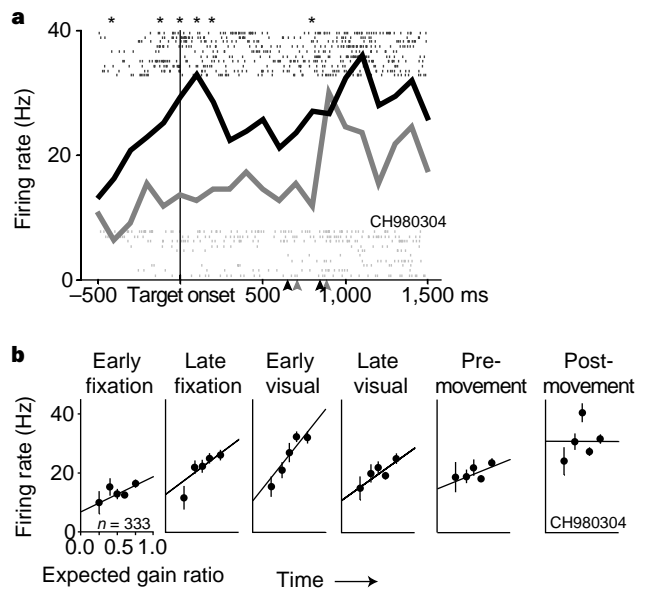 a
* * * * * *
40
20
0
Firing rate (Hz)
CH980304
–500 Target onset 500 1,000 1,500 ms
b
Early fixation
Late fixation
Early visual
Late visual
Pre-movement
Post-movement
Firing rate (Hz)
40
20
0
n = 333
CH980304
0.0 0.5 1.0
Expected gain ratio
Time